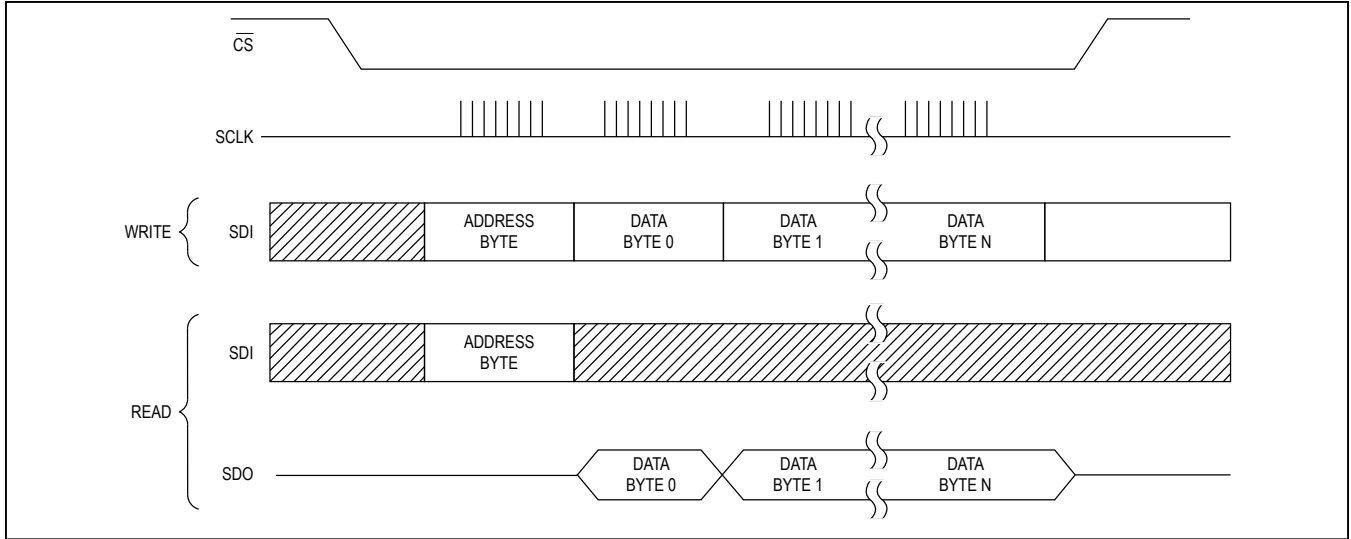 C̅S̅
SCLK
WRITE
SDI
ADDRESS
BYTE
DATA
BYTE 0
DATA
BYTE 1
DATA
BYTE N
READ
SDI
ADDRESS
BYTE
SDO
DATA
BYTE 0
DATA
BYTE 1
DATA
BYTE N